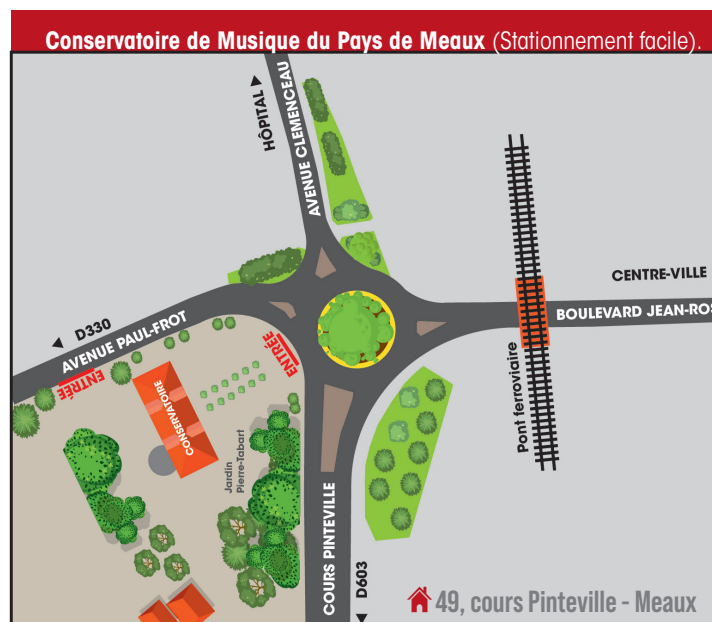 Conservatoire de Musique du Pays de Meaux (Stationnement facile).
HÔPITAL
AVENUE CLEMENCEAU
CENTRE-VILLE
BOULEVARD JEAN-ROS
D330
AVENUE PAUL-FROT
ENTRÉE
ENTRÉE
CONSERVATOIRE
Jardin
Pierre-Tabart
Pont ferroviaire
COURS PINTEVILLE
D603
49, cours Pinteville - Meaux